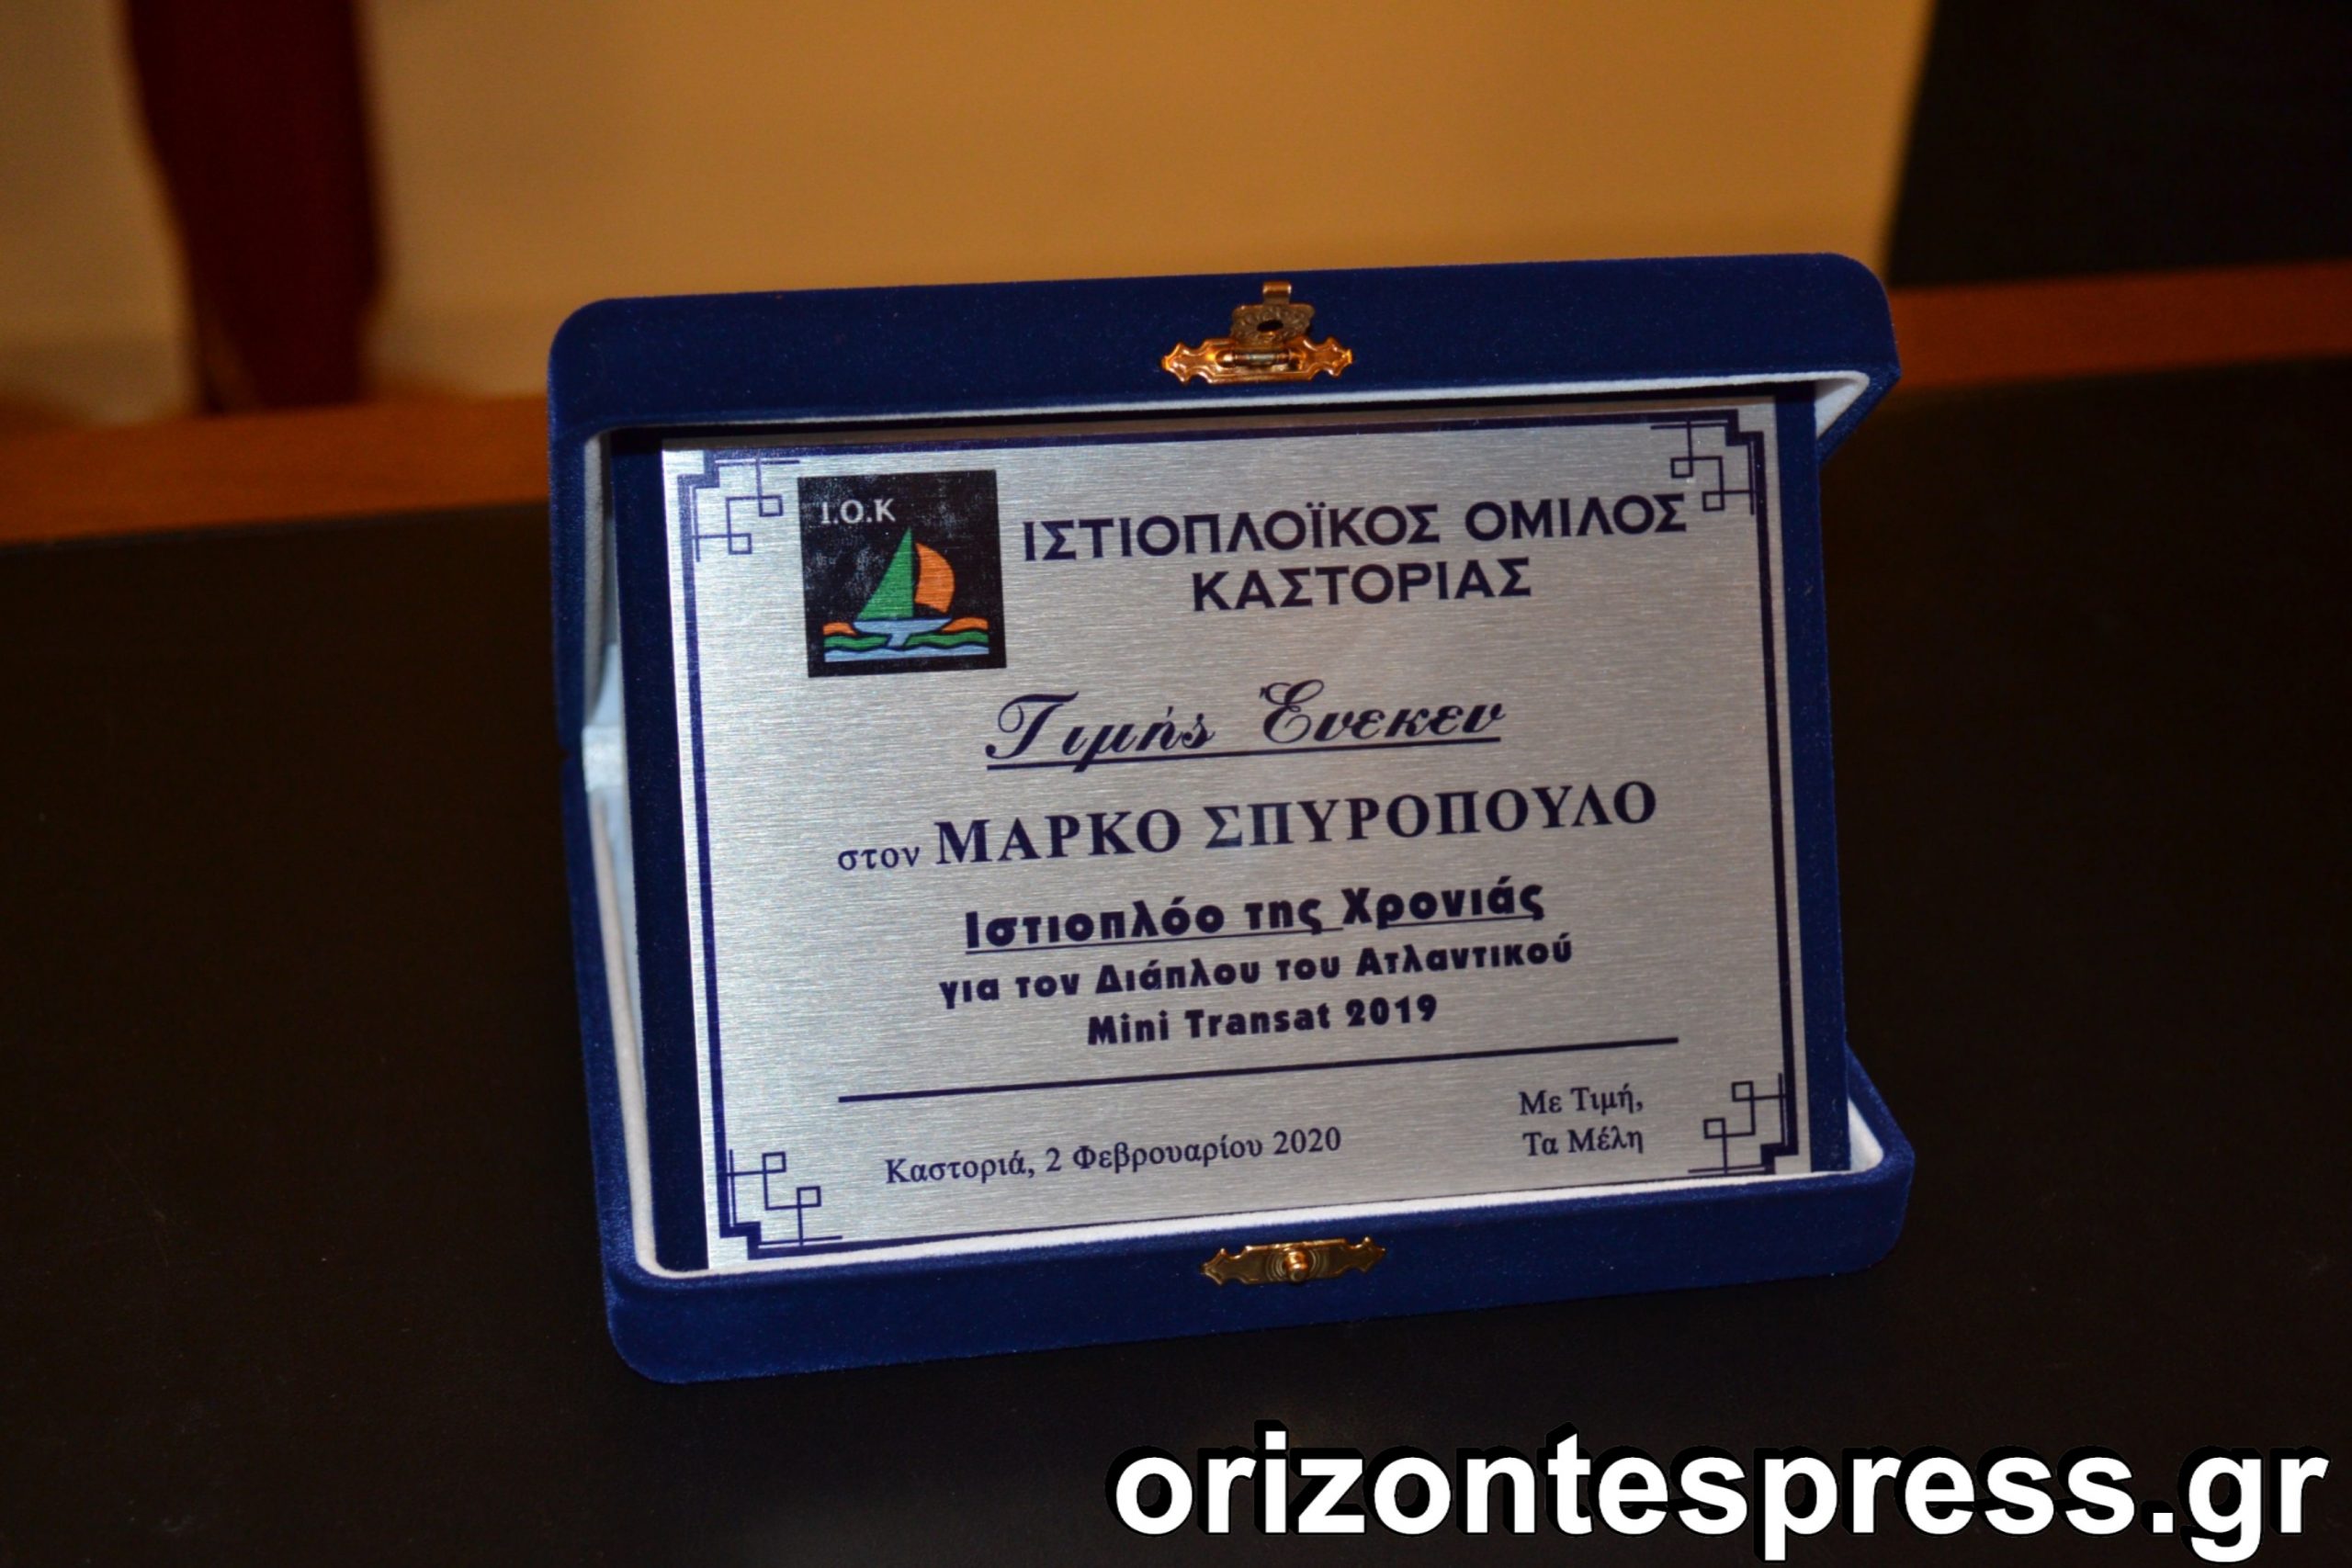 Ι.Ο.Κ
ΙΣΤΙΟΠΛΟΪΚΟΣ ΟΜΙΛΟΣ
ΚΑΣΤΟΡΙΑΣ
Τιμής Ένεκεν
στον ΜΑΡΚΟ ΣΠΥΡΟΠΟΥΛΟ
Ιστιοπλόο της Χρονιάς
για τον Διάπλου του Ατλαντικού
Mini Transat 2019
Με Τιμή,
Καστοριά, 2 Φεβρουαρίου 2020
Τα Μέλη
orizontespress.gr